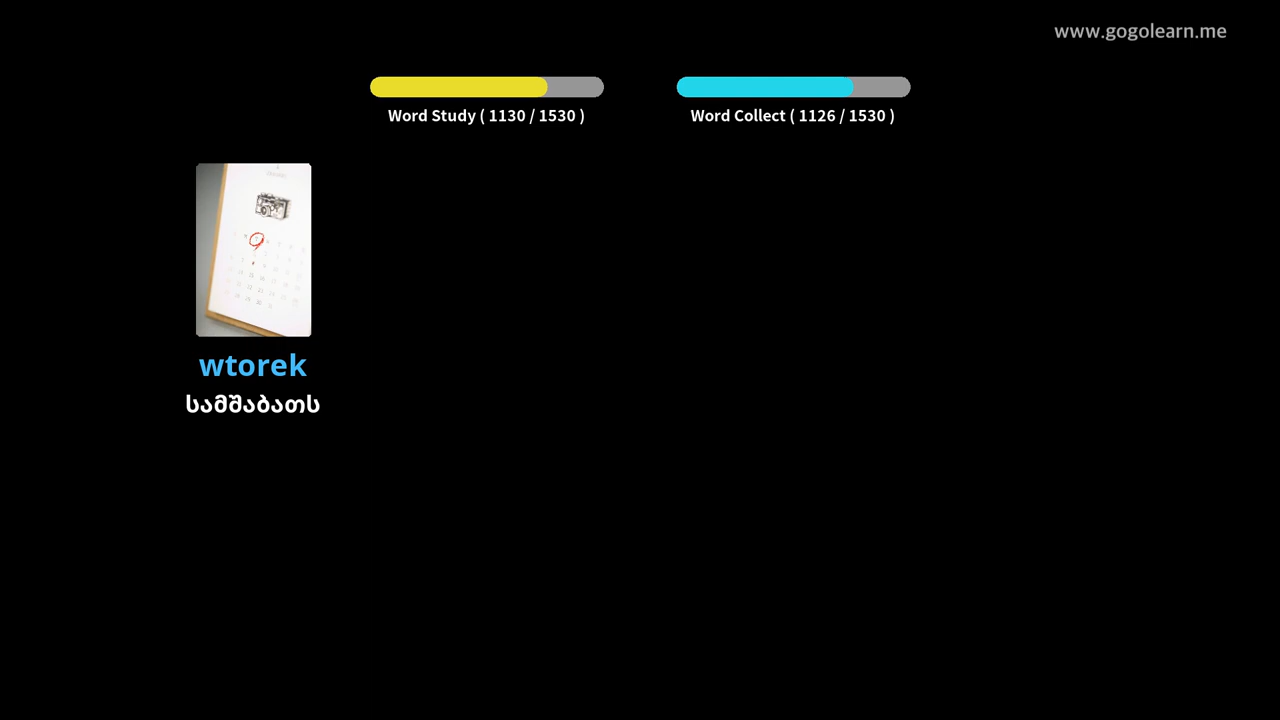 www.gogolearn.me
Word Study ( 1130 / 1530 )
Word Collect ( 1126 / 1530 )
wtorek
სამშაბათს